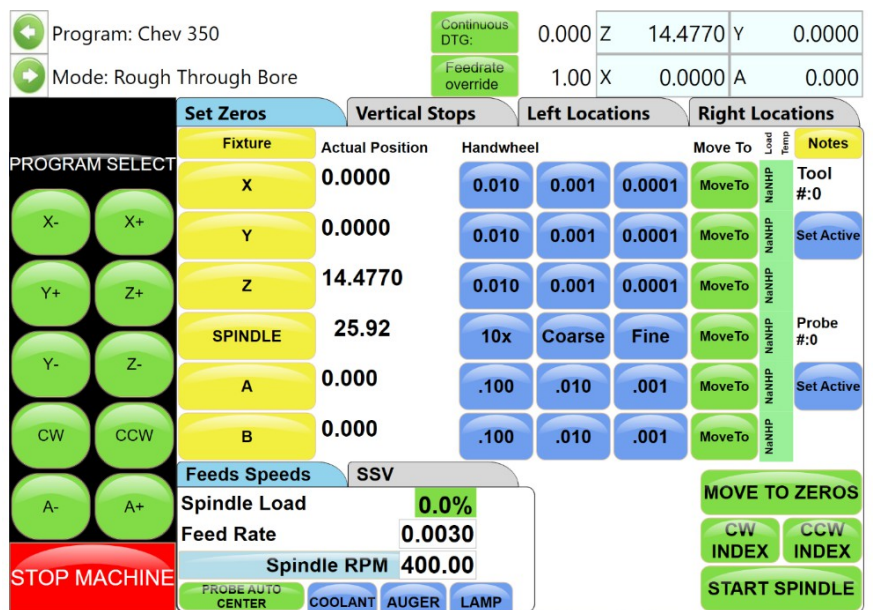 Program: Chev 350
Continuous DTG: 0.000 Z 14.4770 Y 0.0000
Mode: Rough Through Bore
Feedrate override 1.00 X 0.0000 A 0.000
Set Zeros Vertical Stops Left Locations Right Locations
Fixture Actual Position Handwheel Move To Load Temp Notes
PROGRAM SELECT
X 0.0000 0.010 0.001 0.0001 MoveTo NaNHP Tool #:0
X- X+
Y 0.0000 0.010 0.001 0.0001 MoveTo NaNHP Set Active
Y+ Z+
Z 14.4770 0.010 0.001 0.0001 MoveTo NaNHP
SPINDLE 25.92 10x Coarse Fine MoveTo NaNHP Probe #:0
Y- Z-
A 0.000 .100 .010 .001 MoveTo NaNHP Set Active
CW CCW
B 0.000 .100 .010 .001 MoveTo NaNHP
Feeds Speeds SSV
A- A+
Spindle Load 0.0%
MOVE TO ZEROS
Feed Rate 0.0030
CW INDEX CCW INDEX
Spindle RPM 400.00
STOP MACHINE
PROBE AUTO CENTER COOLANT AUGER LAMP
START SPINDLE